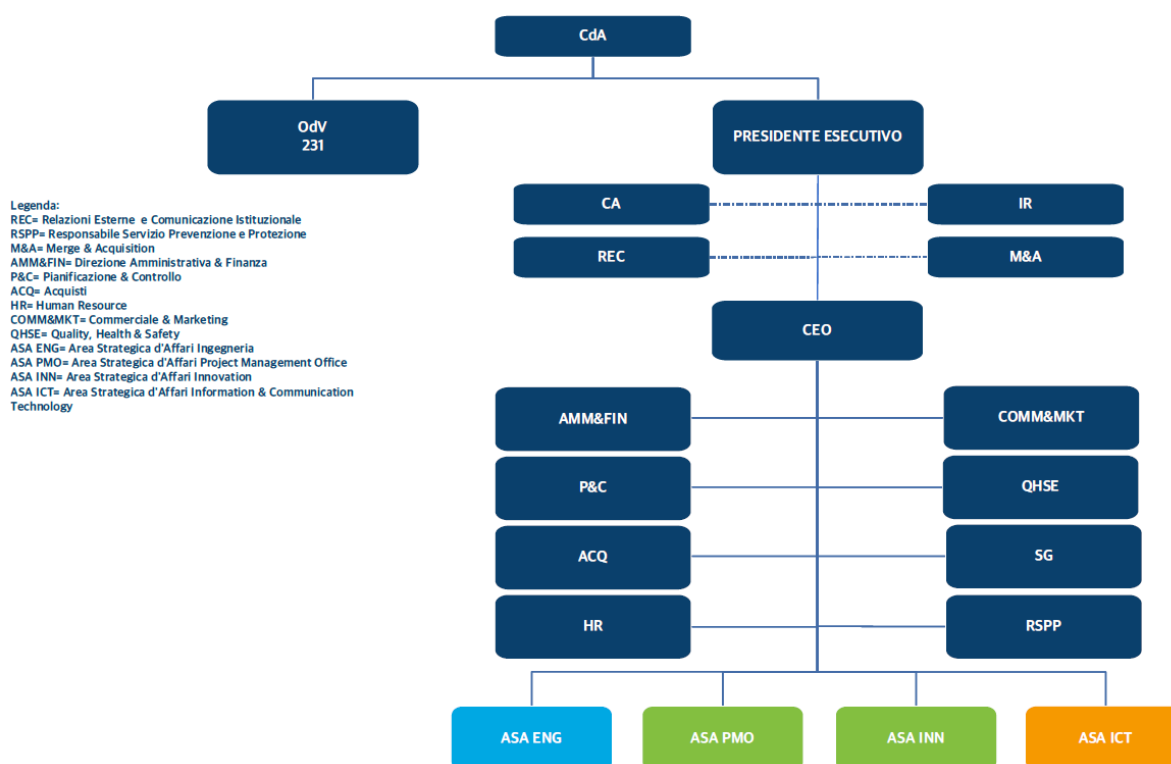 CdA
OdV
231
PRESIDENTE ESECUTIVO
CA
IR
REC
M&A
Legenda:
REC= Relazioni Esterne e Comunicazione Istituzionale
RSPP= Responsabile Servizio Prevenzione e Protezione
M&A= Merge & Acquisition
AMM&FIN= Direzione Amministrativa & Finanza
P&C= Pianificazione & Controllo
ACQ= Acquisti
HR= Human Resource
COMM&MKT= Commerciale & Marketing
QHSE= Quality, Health & Safety
ASA ENG= Area Strategica d'Affari Ingegneria
ASA PMO= Area Strategica d'Affari Project Management Office
ASA INN= Area Strategica d'Affari Innovation
ASA ICT= Area Strategica d'Affari Information & Communication
Technology
CEO
AMM&FIN
COMM&MKT
P&C
QHSE
ACQ
SG
HR
RSPP
ASA ENG
ASA PMO
ASA INN
ASA ICT